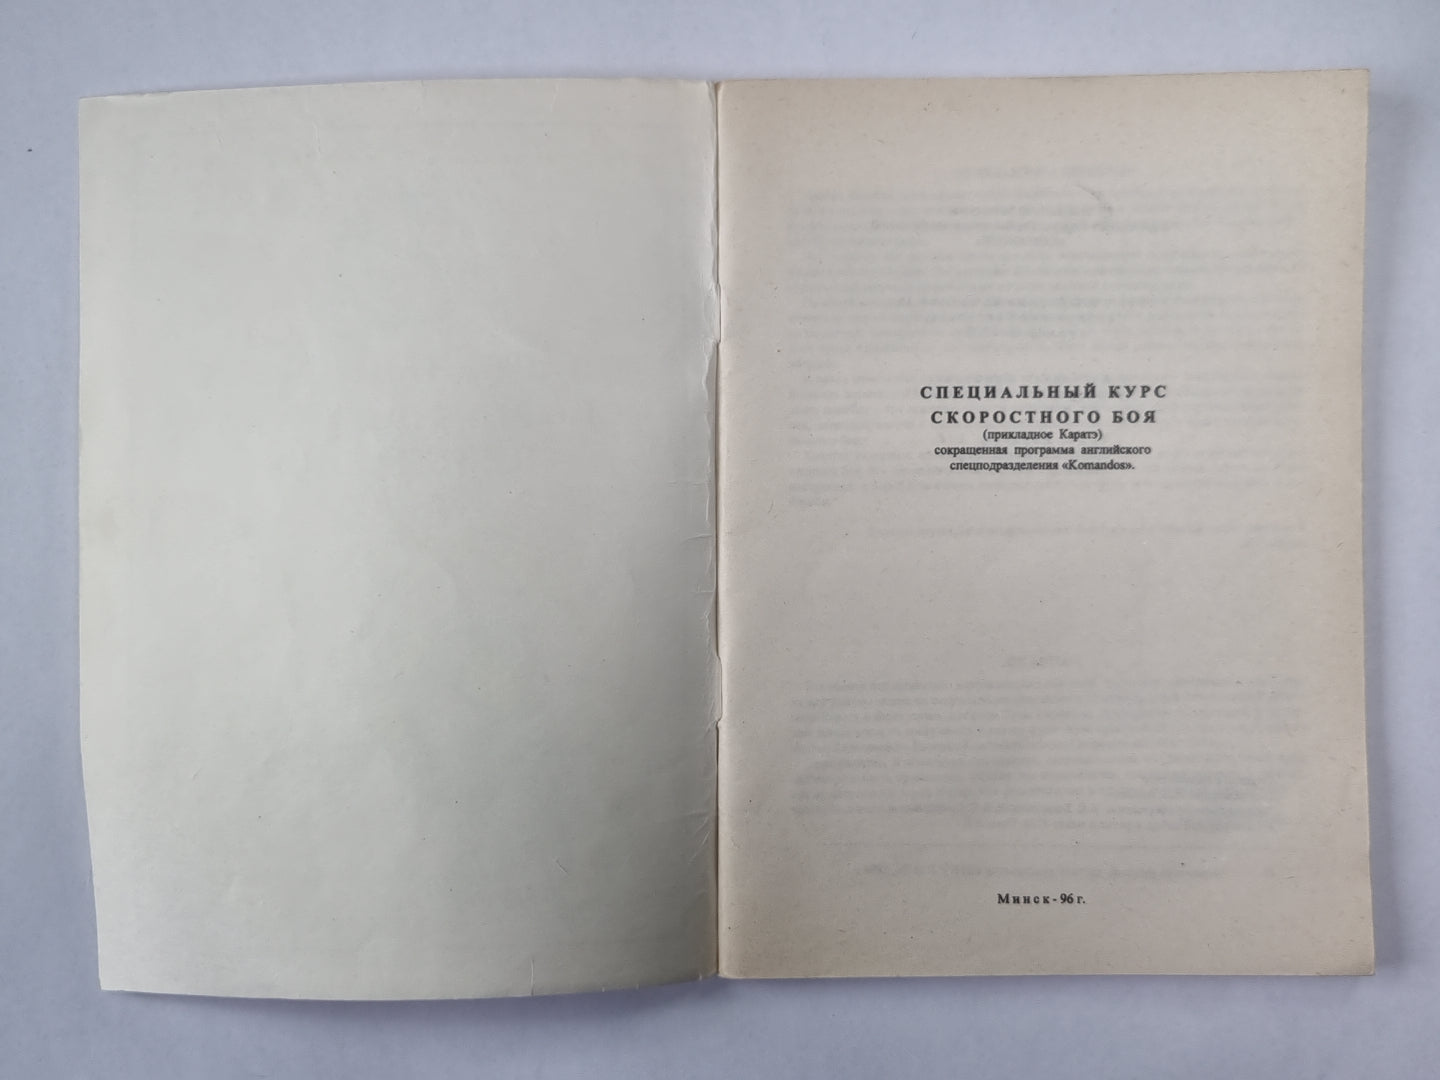 СПЕЦИАЛЬНЫЙ КУРС
СКОРОСТНОГО БОЯ
(прикладное Каратэ)
сокращенная программа английского
спецподразделения «Komandos».
Минск-96 г.